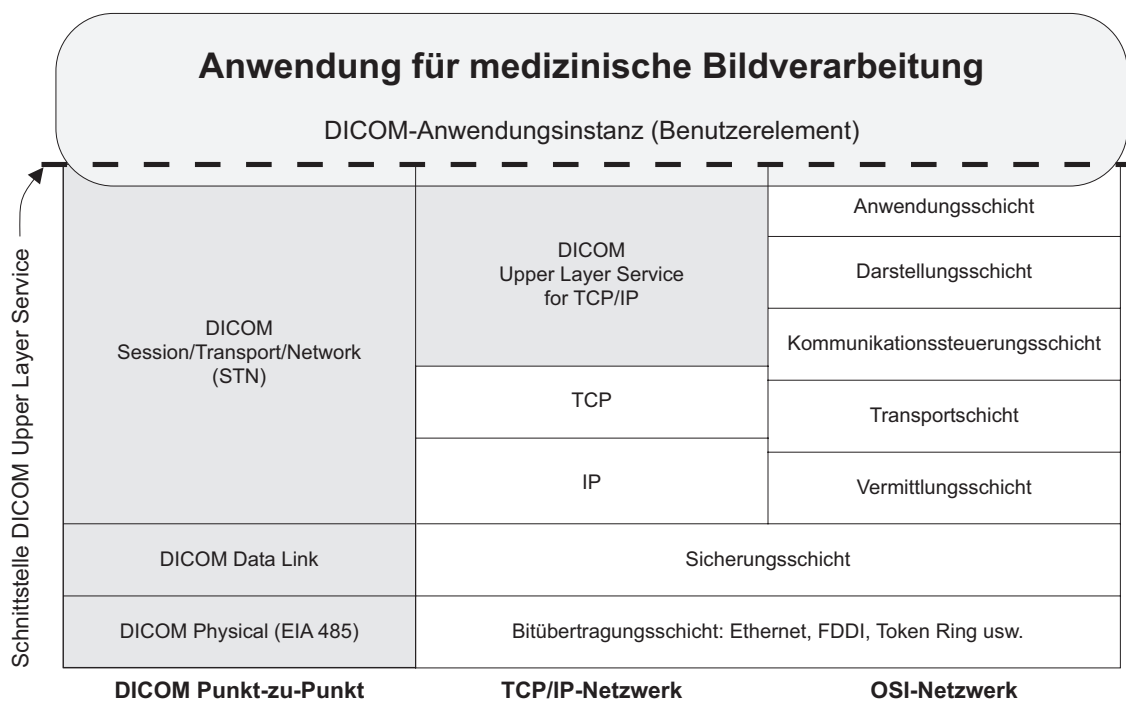 Anwendung für medizinische Bildverarbeitung
DICOM-Anwendungsinstanz (Benutzerelement)
Schnittstelle DICOM Upper Layer Service
DICOM
Session/Transport/Network
(STN)
DICOM Data Link
DICOM Physical (EIA 485)
DICOM
Upper Layer Service
for TCP/IP
TCP
IP
Anwendungsschicht
Darstellungsschicht
Kommunikationssteuerungsschicht
Transportschicht
Vermittlungsschicht
Sicherungsschicht
Bitübertragungsschicht: Ethernet, FDDI, Token Ring usw.
DICOM Punkt-zu-Punkt
TCP/IP-Netzwerk
OSI-Netzwerk